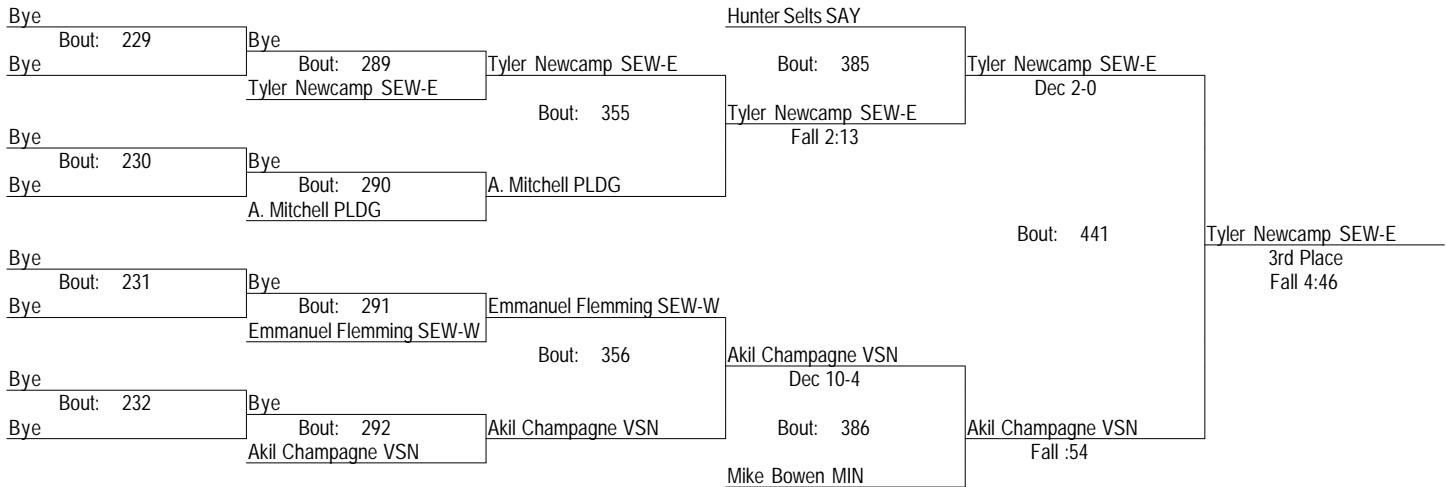 Bye
Hunter Selts SAY
Bout: 229
Bye
Bye
Bout: 289
Tyler Newcamp SEW-E
Bout: 385
Tyler Newcamp SEW-E
Tyler Newcamp SEW-E
Dec 2-0
Bout: 355
Tyler Newcamp SEW-E
Bye
Fall 2:13
Bout: 230
Bye
Bye
Bout: 290
A. Mitchell PLDG
A. Mitchell PLDG
Bout: 441
Tyler Newcamp SEW-E
Bye
3rd Place
Bout: 231
Bye
Fall 4:46
Bye
Bout: 291
Emmanuel Flemming SEW-W
Emmanuel Flemming SEW-W
Bout: 356
Akil Champagne VSN
Bye
Dec 10-4
Bout: 232
Bye
Bye
Bout: 292
Akil Champagne VSN
Bout: 386
Akil Champagne VSN
Akil Champagne VSN
Fall :54
Mike Bowen MIN